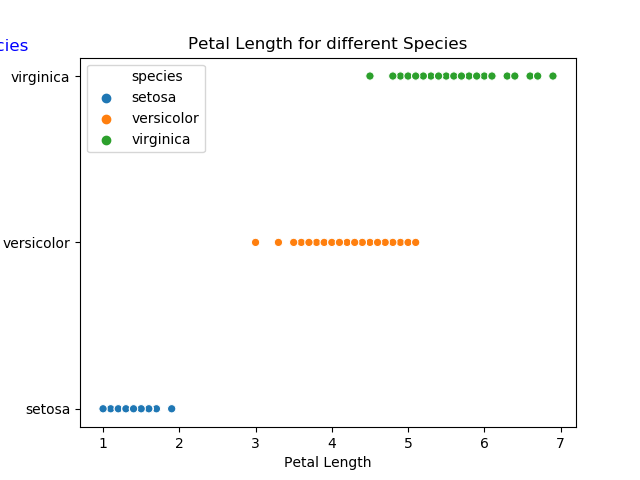 cies
Petal Length for different Species
virginica
versicolor
setosa
species
setosa
versicolor
virginica
1 2 3 4 5 6 7
Petal Length